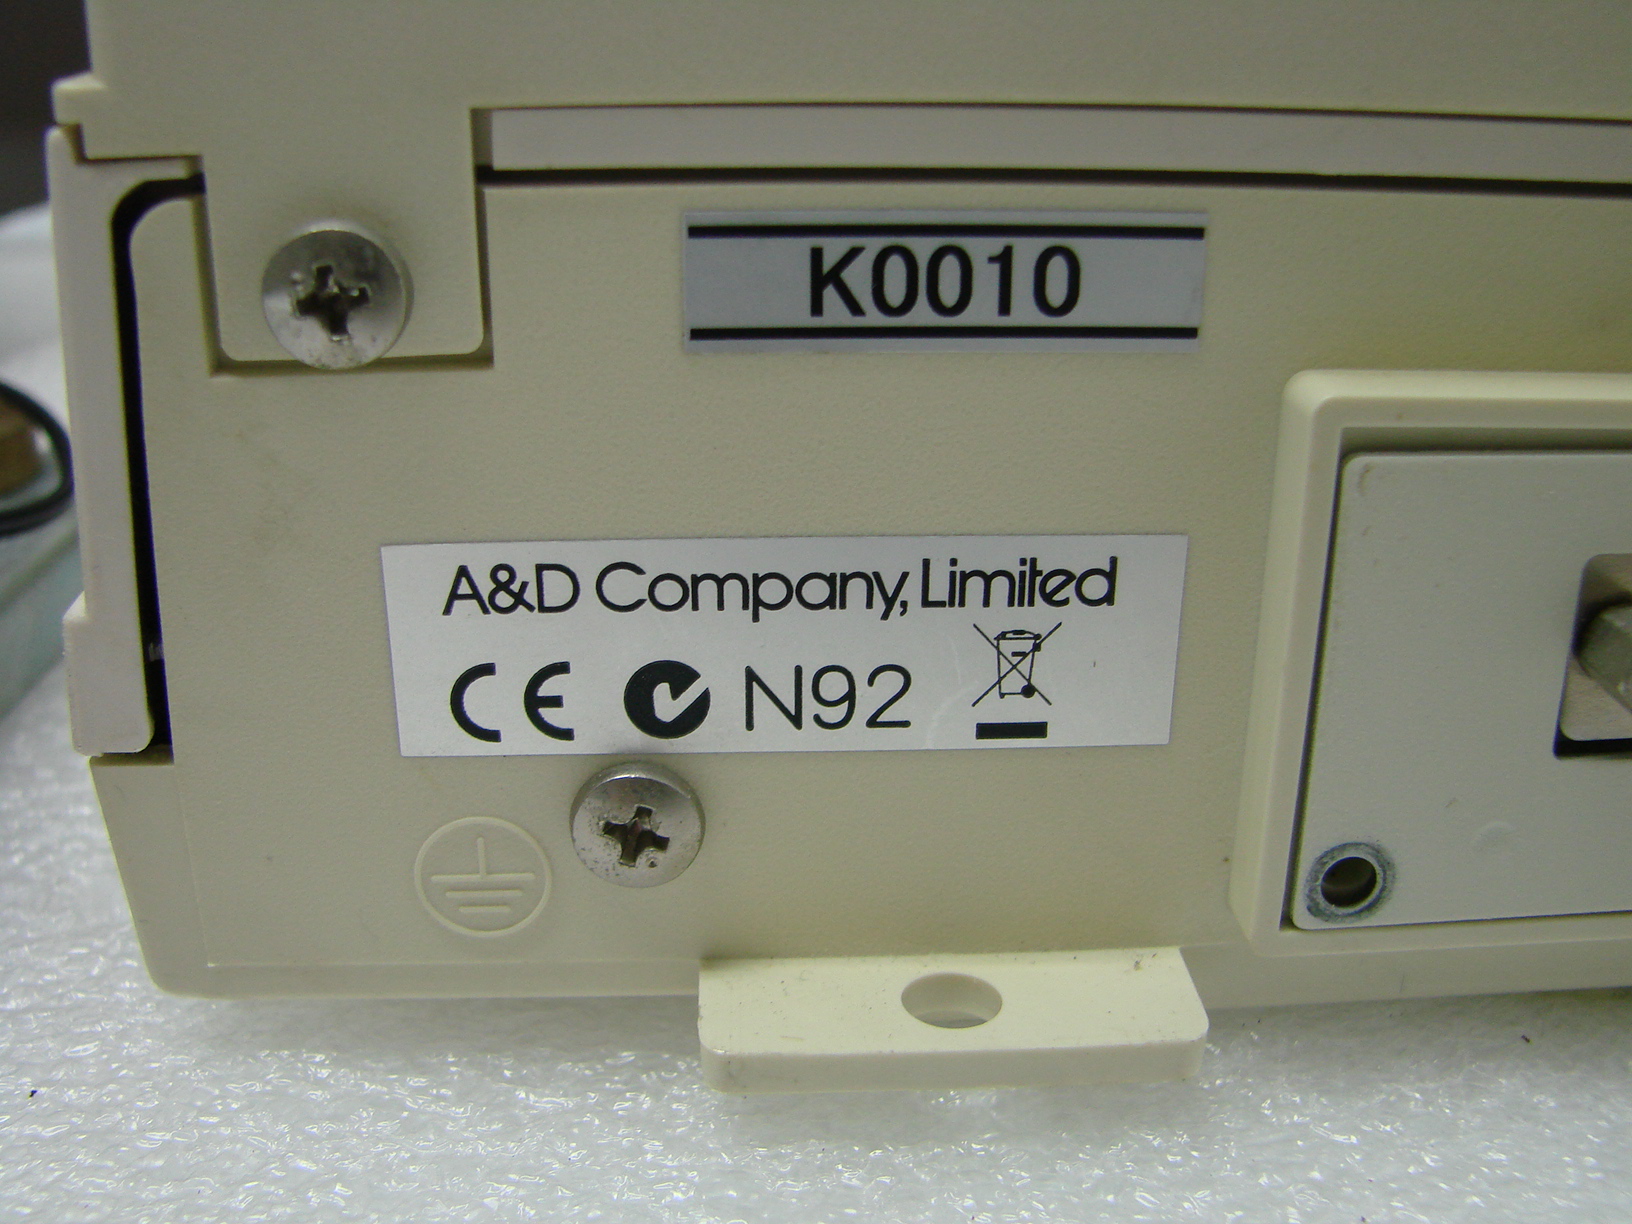 K0010
A&D Company, Limited
CE N92